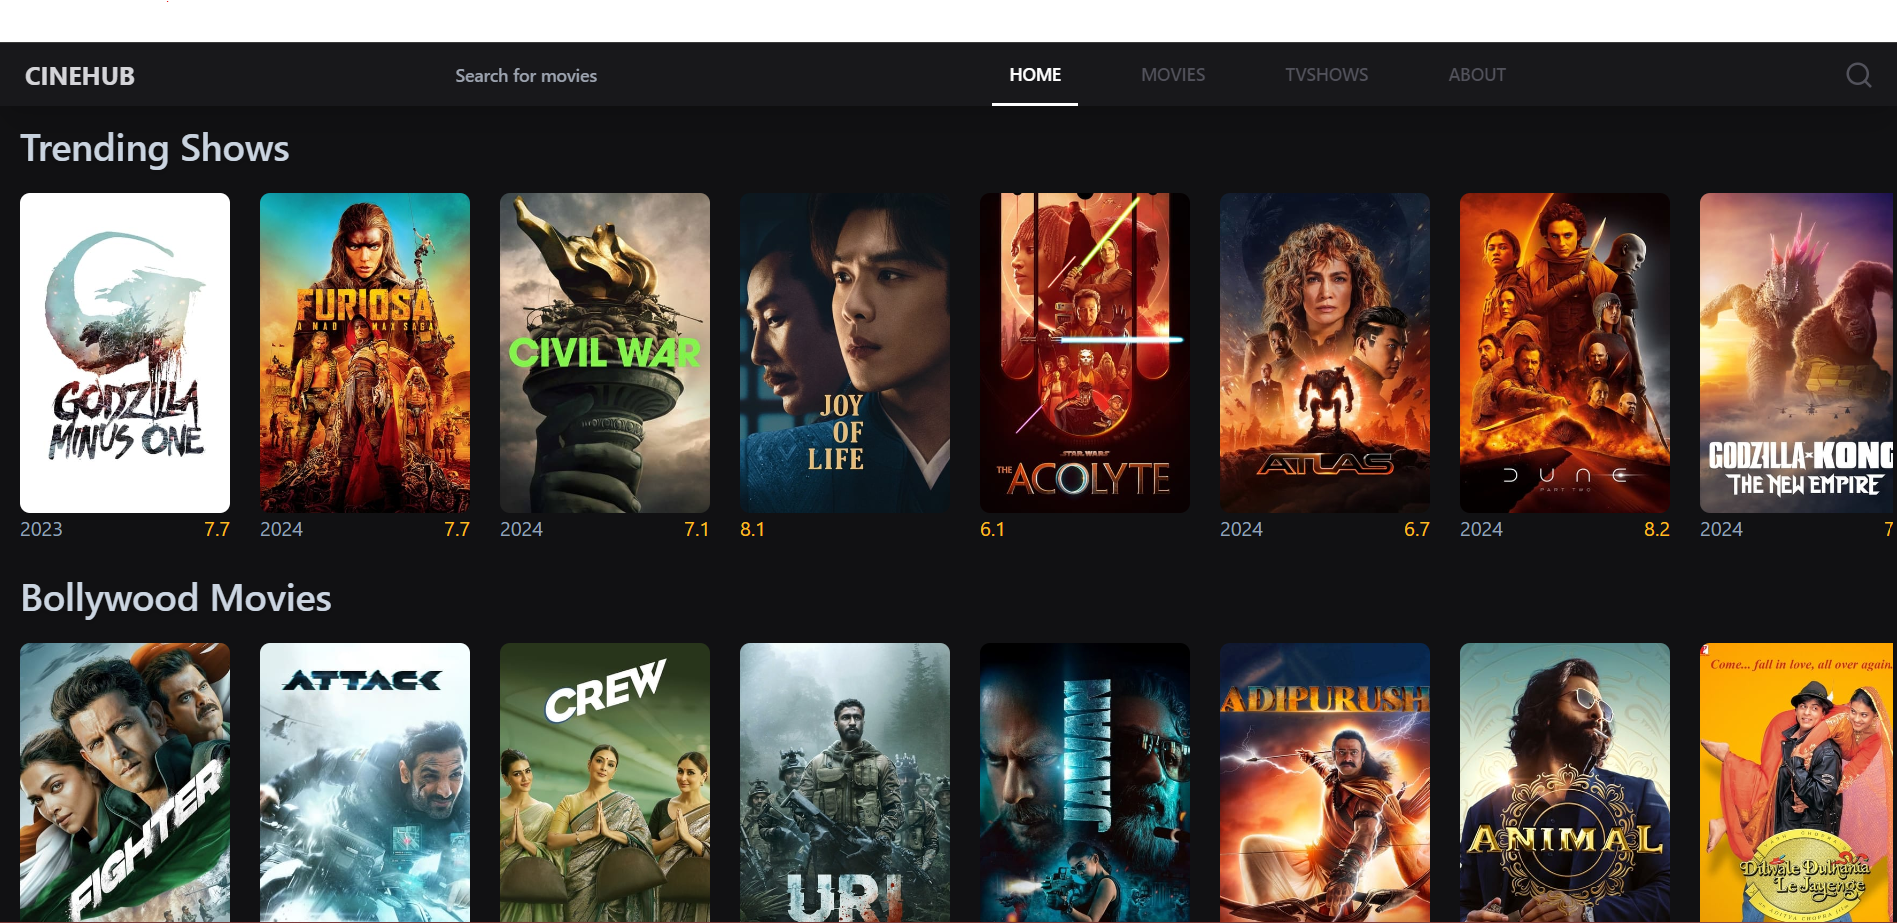 CINEHUB
Search for movies
HOME
MOVIES
TVSHOWS
ABOUT
Trending Shows
GODZILLA
MINUS ONE
FURIOSA
A MAD MAX SAGA
CIVIL WAR
JOY
OF
LIFE
STAR WARS
THE ACOLYTE
ATLAS
DUNE
PART TWO
GODZILLA x KONG
THE NEW EMPIRE
2023
7.7
2024
7.7
2024
7.1
8.1
6.1
2024
6.7
2024
8.2
2024
7
Bollywood Movies
FIGHTER
ATTACK
CREW
URI
JAWAN
ADIPURUSH
ANIMAL
Come... fall in love, all over again.
Dilwale Dulhania
Le Jayenge